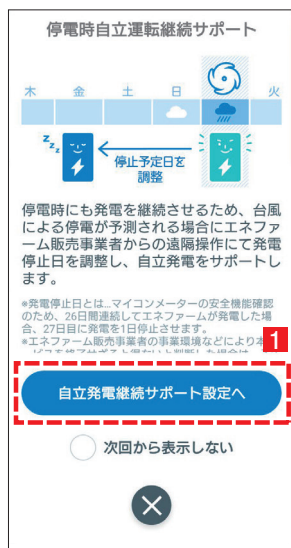 停電時自立運転継続サポート
木 金 土 日 火
zzz
停止予定日を
調整
停電時にも発電を継続させるため、台風
による停電が予測される場合にエネファ
ーム販売事業者からの遠隔操作にて発電
停止日を調整し、自立発電をサポートし
ます。
※発電停止日とは…マイコンメーターの安全機能確認
のため、26日間連続してエネファームが発電した場
合、27日目に発電を1日停止させます。
※エネファーム販売事業者の事業環境などにより本
1
自立発電継続サポート設定へ
次回から表示しない